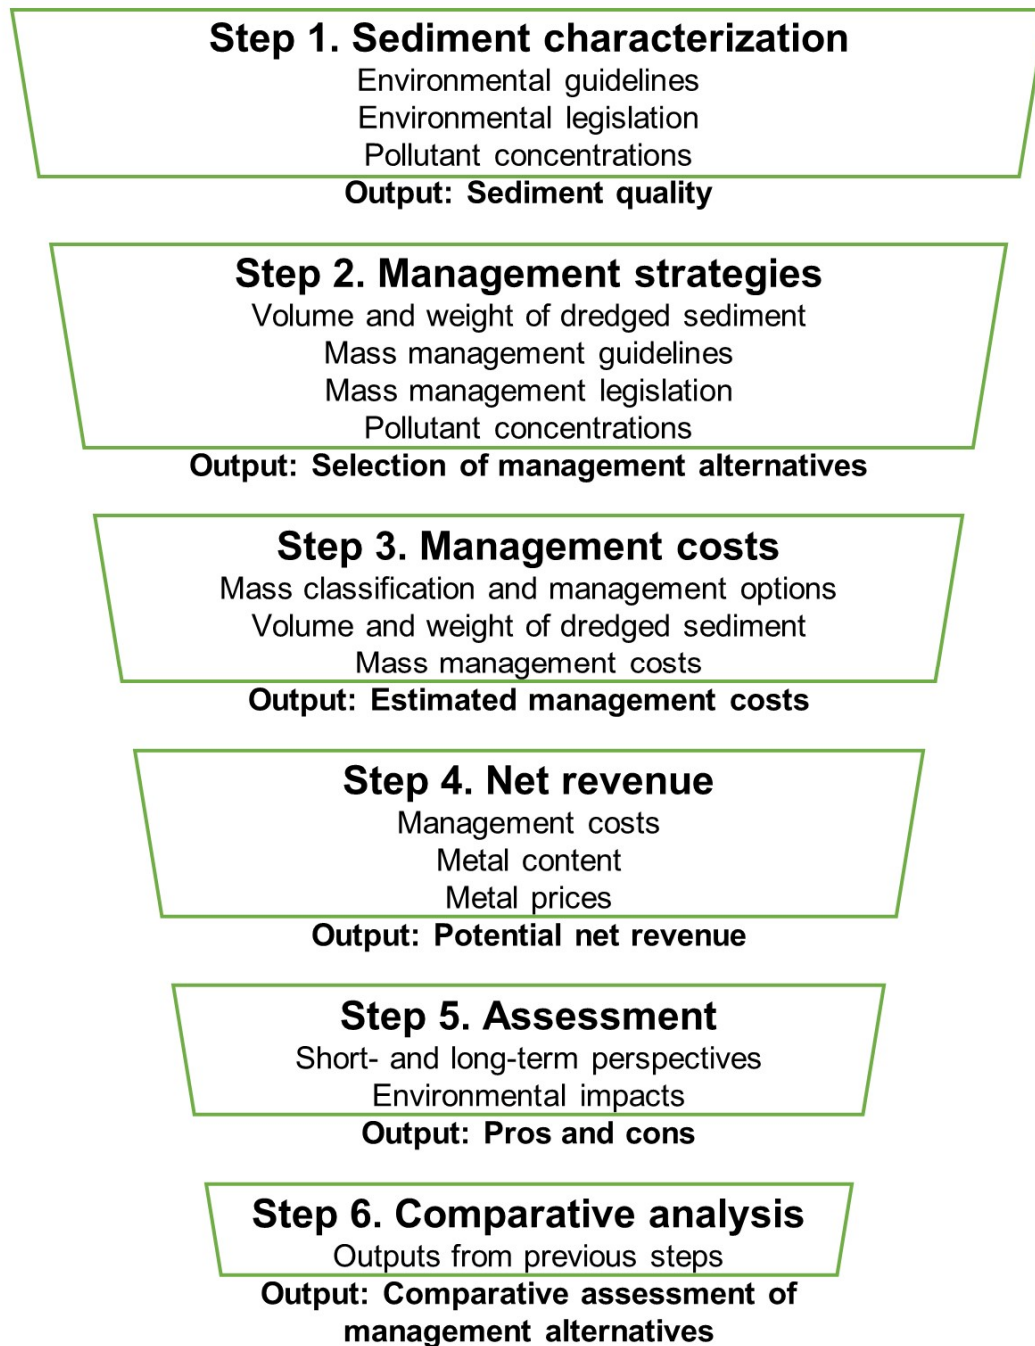 Step 1. Sediment characterization
Environmental guidelines
Environmental legislation
Pollutant concentrations
Output: Sediment quality
Step 2. Management strategies
Volume and weight of dredged sediment
Mass management guidelines
Mass management legislation
Pollutant concentrations
Output: Selection of management alternatives
Step 3. Management costs
Mass classification and management options
Volume and weight of dredged sediment
Mass management costs
Output: Estimated management costs
Step 4. Net revenue
Management costs
Metal content
Metal prices
Output: Potential net revenue
Step 5. Assessment
Short- and long-term perspectives
Environmental impacts
Output: Pros and cons
Step 6. Comparative analysis
Outputs from previous steps
Output: Comparative assessment of
management alternatives